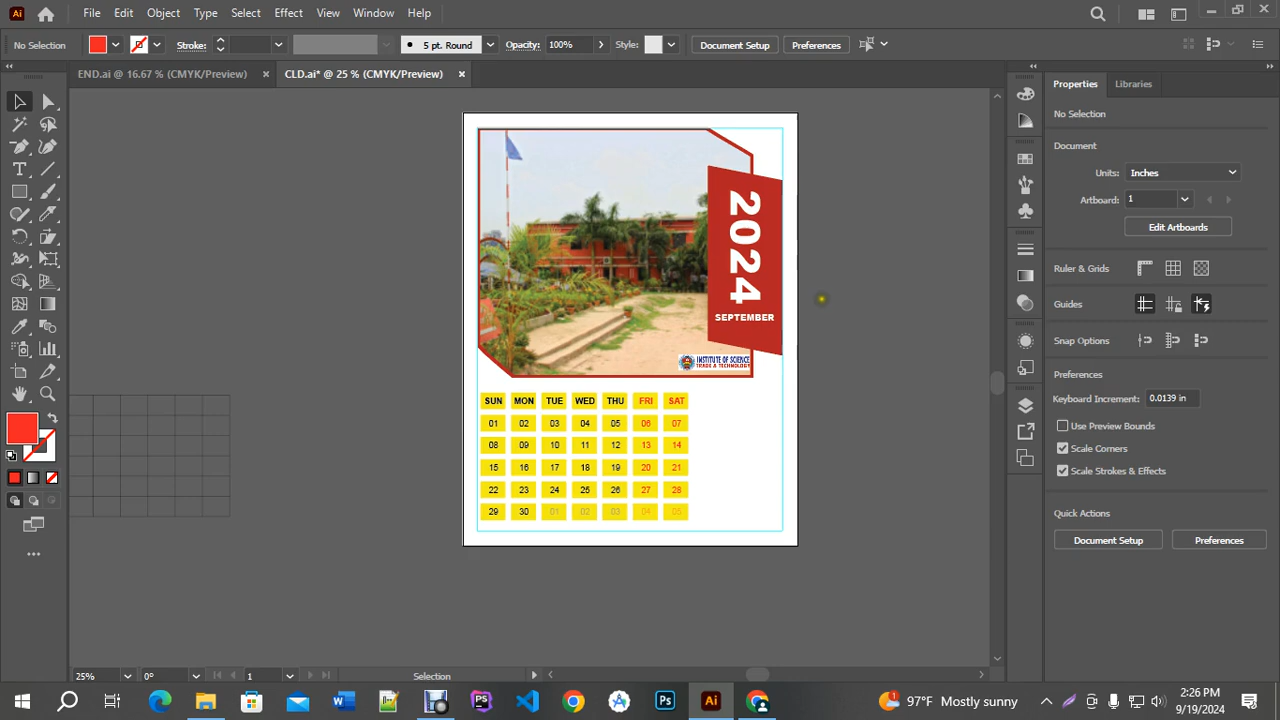 Ai File Edit Object Type Select Effect View Window Help
No Selection Stroke: 5 pt. Round Opacity: 100% Style: Document Setup Preferences
END.ai @ 16.67 % (CMYK/Preview) CLD.ai* @ 25 % (CMYK/Preview)
Properties Libraries
No Selection
Document
Units: Inches
Artboard: 1
Edit Artboards
Ruler & Grids
Guides
Snap Options
Preferences
Keyboard Increment: 0.0139 in
Use Preview Bounds
Scale Corners
Scale Strokes & Effects
Quick Actions
Document Setup Preferences
2024
SEPTEMBER
INSTITUTE OF SCIENCE
TRADE & TECHNOLOGY
SUN MON TUE WED THU FRI SAT
01 02 03 04 05 06 07
08 09 10 11 12 13 14
15 16 17 18 19 20 21
22 23 24 25 26 27 28
29 30 01 02 03 04 05
25% 0° 1 Selection
W PS Ps Ai 1 97°F Mostly sunny
2:26 PM
9/19/2024